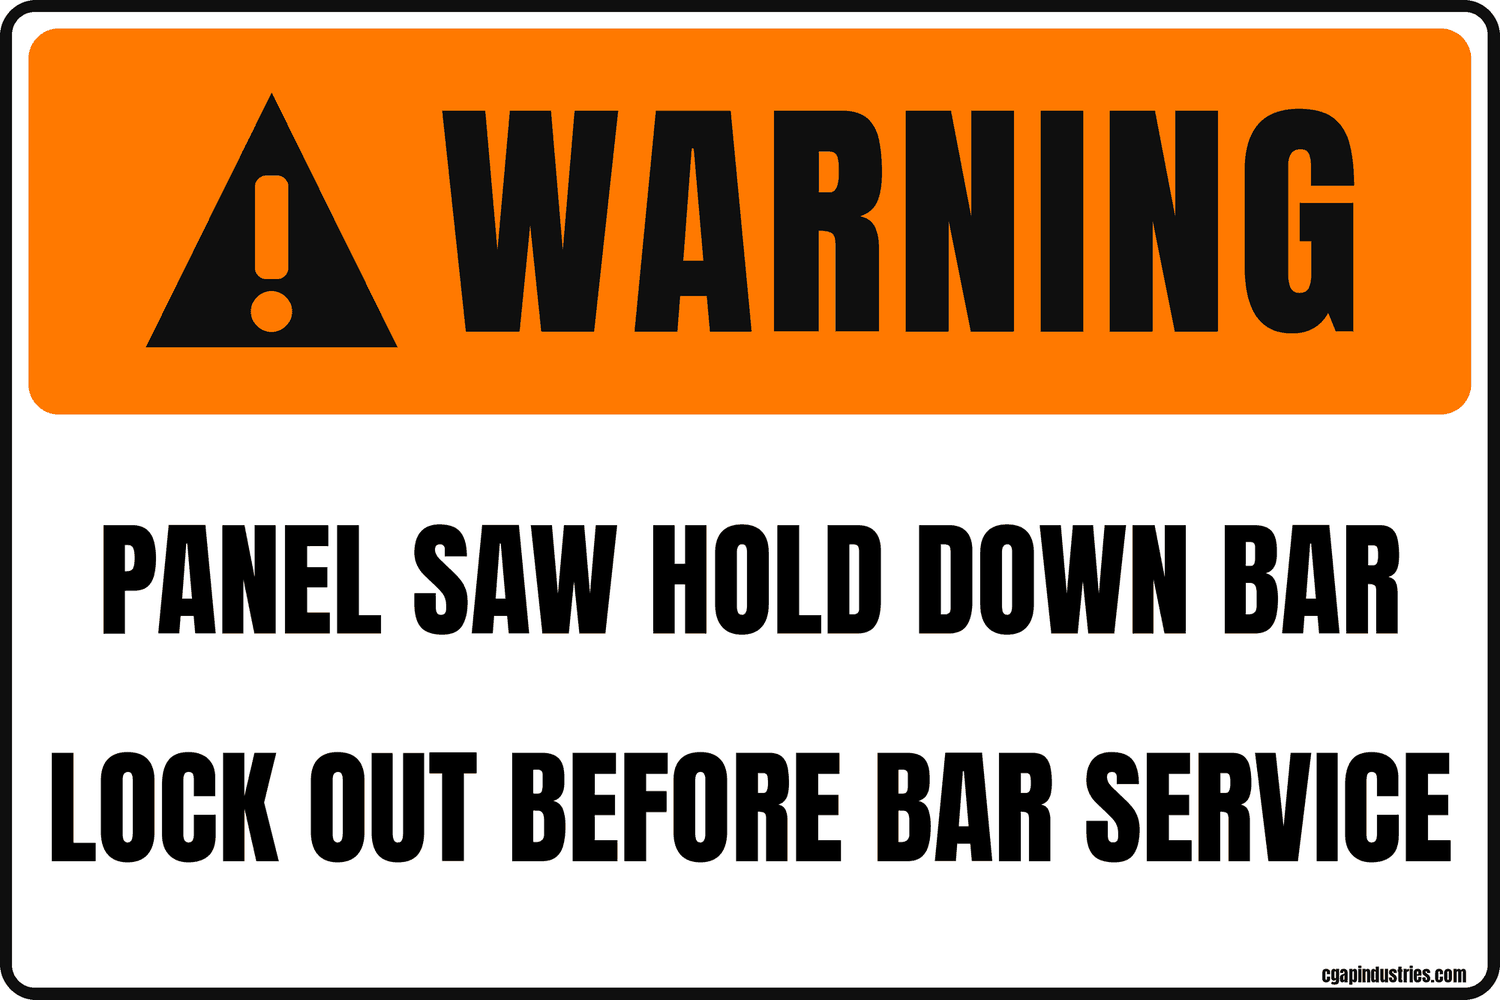 WARNING
PANEL SAW HOLD DOWN BAR
LOCK OUT BEFORE BAR SERVICE
cgapindustries.com